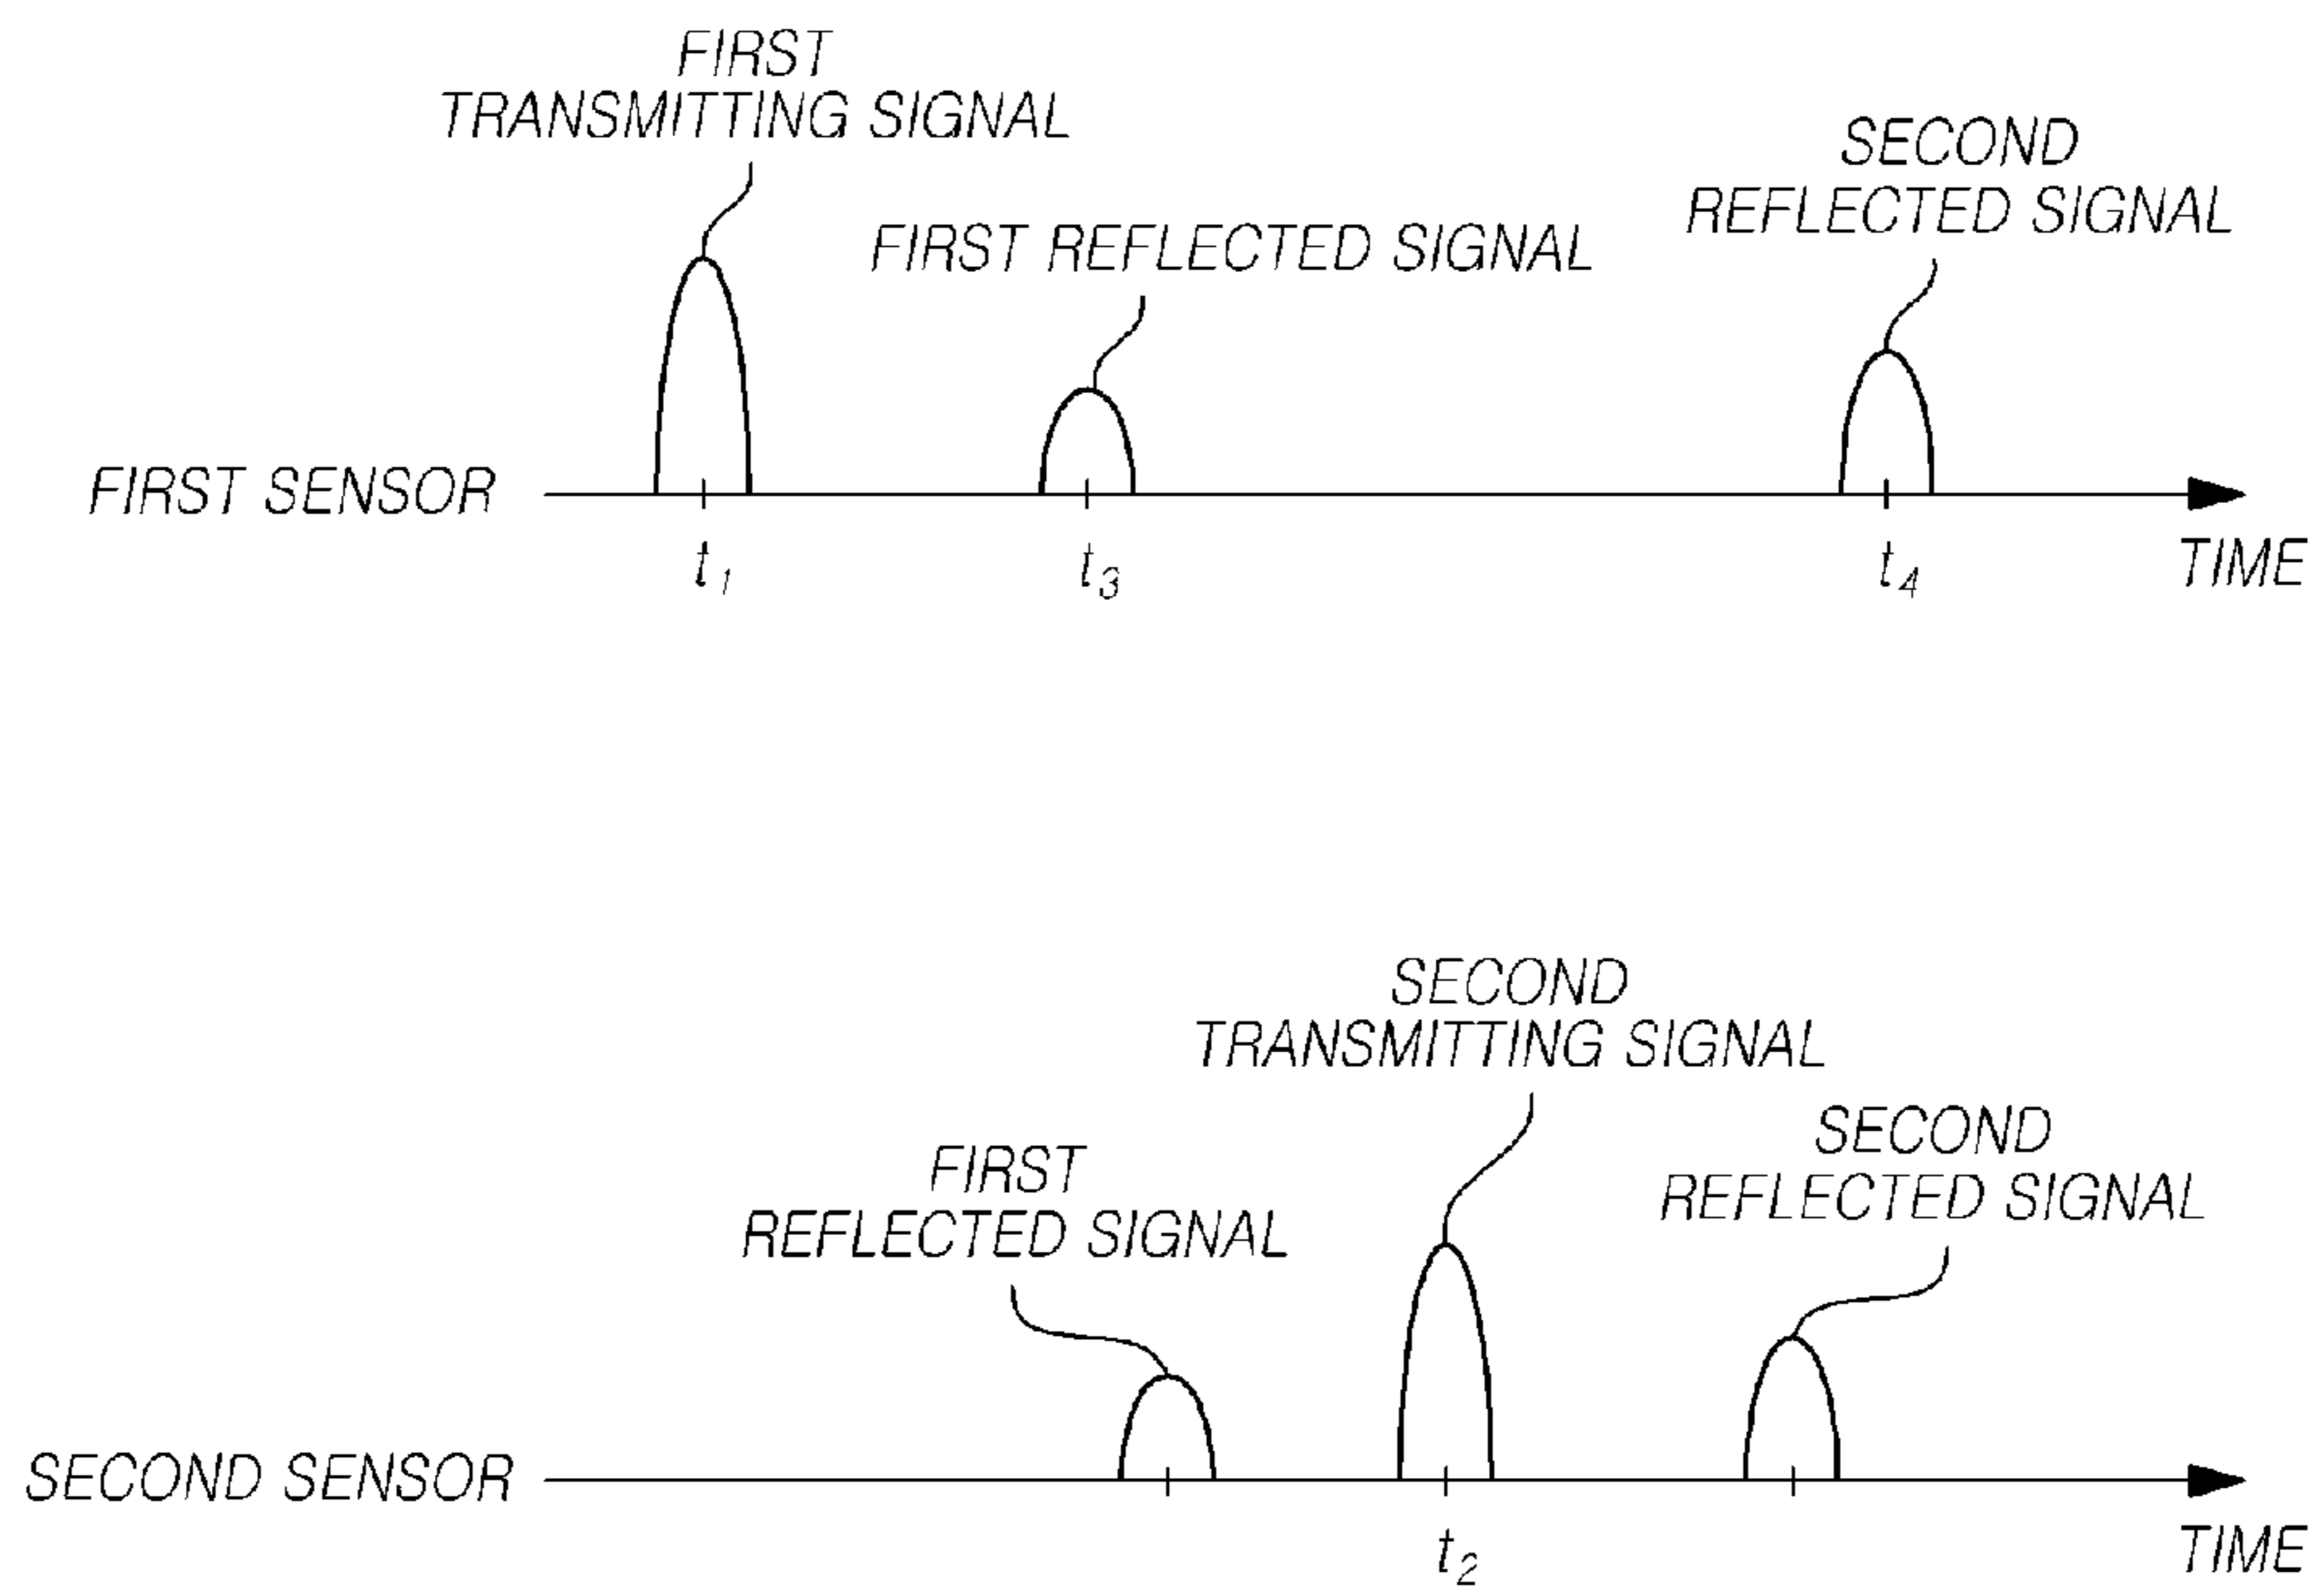 FIRST
TRANSMITTING SIGNAL
FIRST REFLECTED SIGNAL
SECOND
REFLECTED SIGNAL
FIRST SENSOR
t1
t3
t4
TIME
SECOND
TRANSMITTING SIGNAL
FIRST
REFLECTED SIGNAL
SECOND
REFLECTED SIGNAL
SECOND SENSOR
t2
TIME